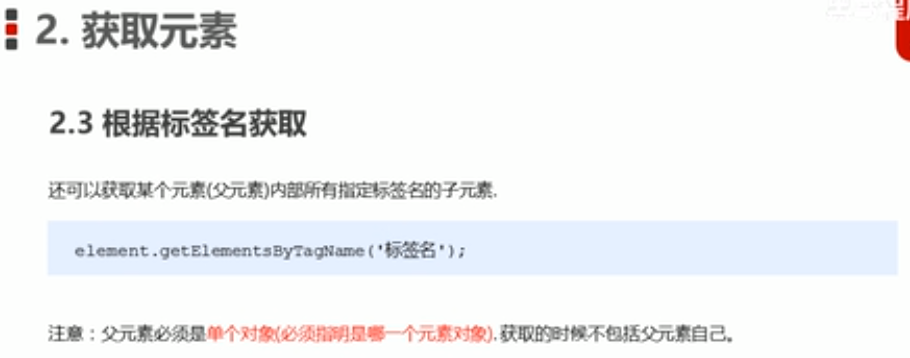 2. 获取元素
2.3 根据标签名获取
还可以获取某个元素(父元素)内部所有指定标签名的子元素.
element.getElementsByTagName('标签名');
注意：父元素必须是单个对象(必须指明是哪一个元素对象). 获取的时候不包括父元素自己。